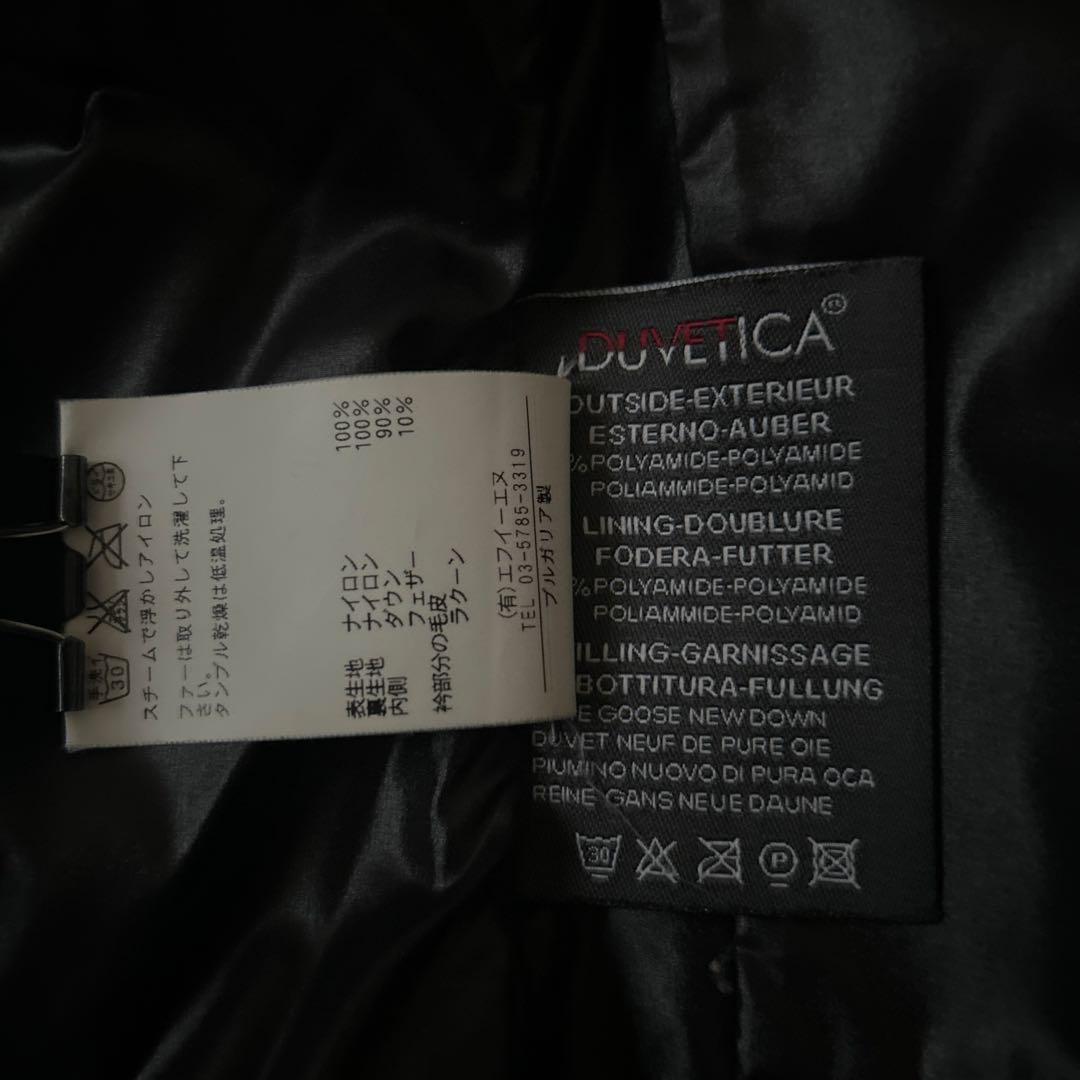 スチームで浮かしアイロン
ファーは取り外して洗濯して下
さい。
タンブル乾燥は低温処理。
表生地 ナイロン 100%
裏生地 ナイロン 100%
内側 ダウン 90%
フェザー 10%
衿部分の毛皮 ラクーン
(有)エフイーエヌ
TEL 03-5785-3319
ブルガリア製
手洗イ
30
DUVETICA®
OUTSIDE-EXTERIEUR
ESTERNO-AUBER
% POLYAMIDE-POLYAMIDE
POLIAMMIDE-POLYAMID
LINING-DOUBLURE
FODERA-FUTTER
% POLYAMIDE-POLYAMIDE
POLIAMMIDE-POLYAMID
ILLING-GARNISSAGE
BOTTITURA-FULLUNG
E GOOSE NEW DOWN
DUVET NEUF DE PURE OIE
PIUMINO NUOVO DI PURA OCA
REINE GANS NEUE DAUNE
30 P